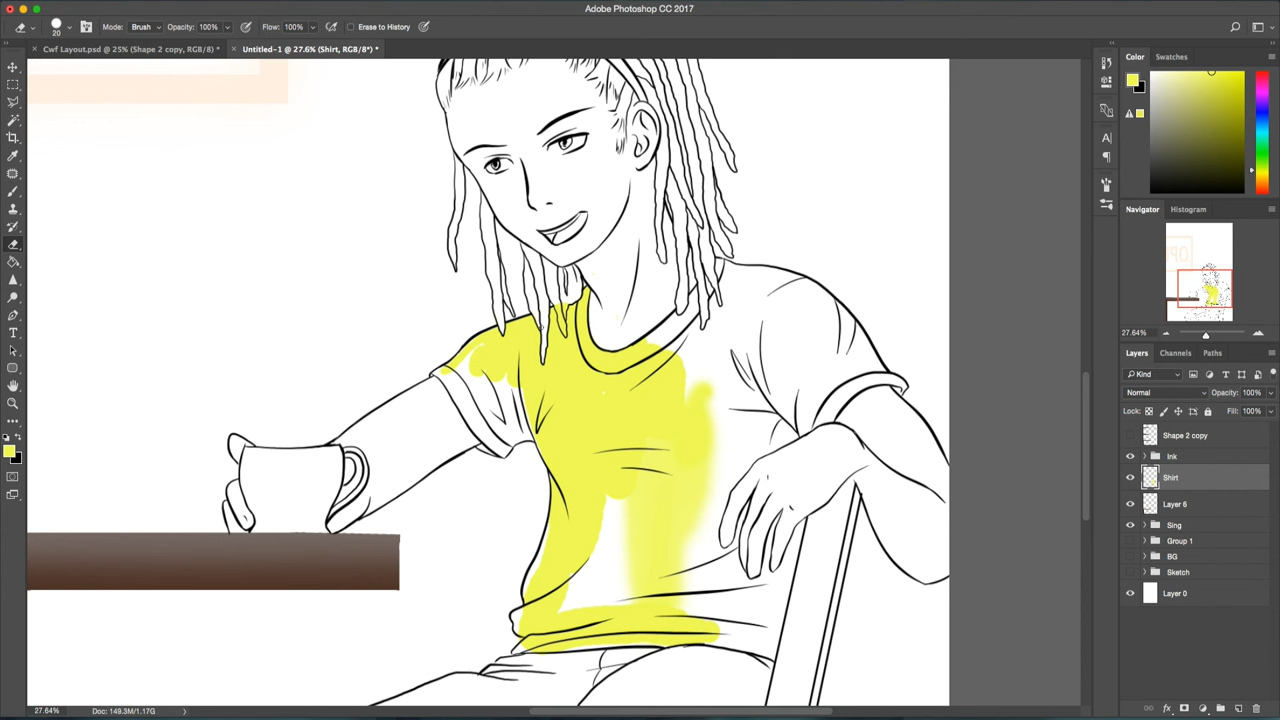 Adobe Photoshop CC 2017
20 Mode: Brush Opacity: 100% Flow: 100% Erase to History
Cwf Layout.psd @ 25% (Shape 2 copy, RGB/8) *
Untitled-1 @ 27.6% (Shirt, RGB/8*) *
Color Swatches
Navigator Histogram
27.64%
Layers Channels Paths
Kind
Normal Opacity: 100%
Lock: Fill: 100%
Shape 2 copy
Ink
Shirt
Layer 6
Sing
Group 1
BG
Sketch
Layer 0
27.64% Doc: 149.3M/1.17G